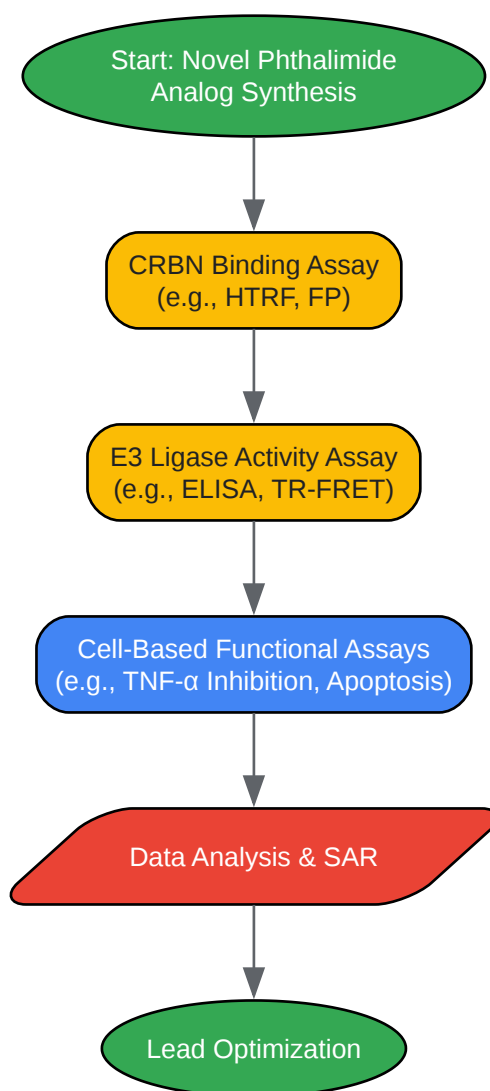 Start: Novel Phthalimide
Analog Synthesis
CRBN Binding Assay
(e.g., HTRF, FP)
E3 Ligase Activity Assay
(e.g., ELISA, TR-FRET)
Cell-Based Functional Assays
(e.g., TNF-α Inhibition, Apoptosis)
Data Analysis & SAR
Lead Optimization